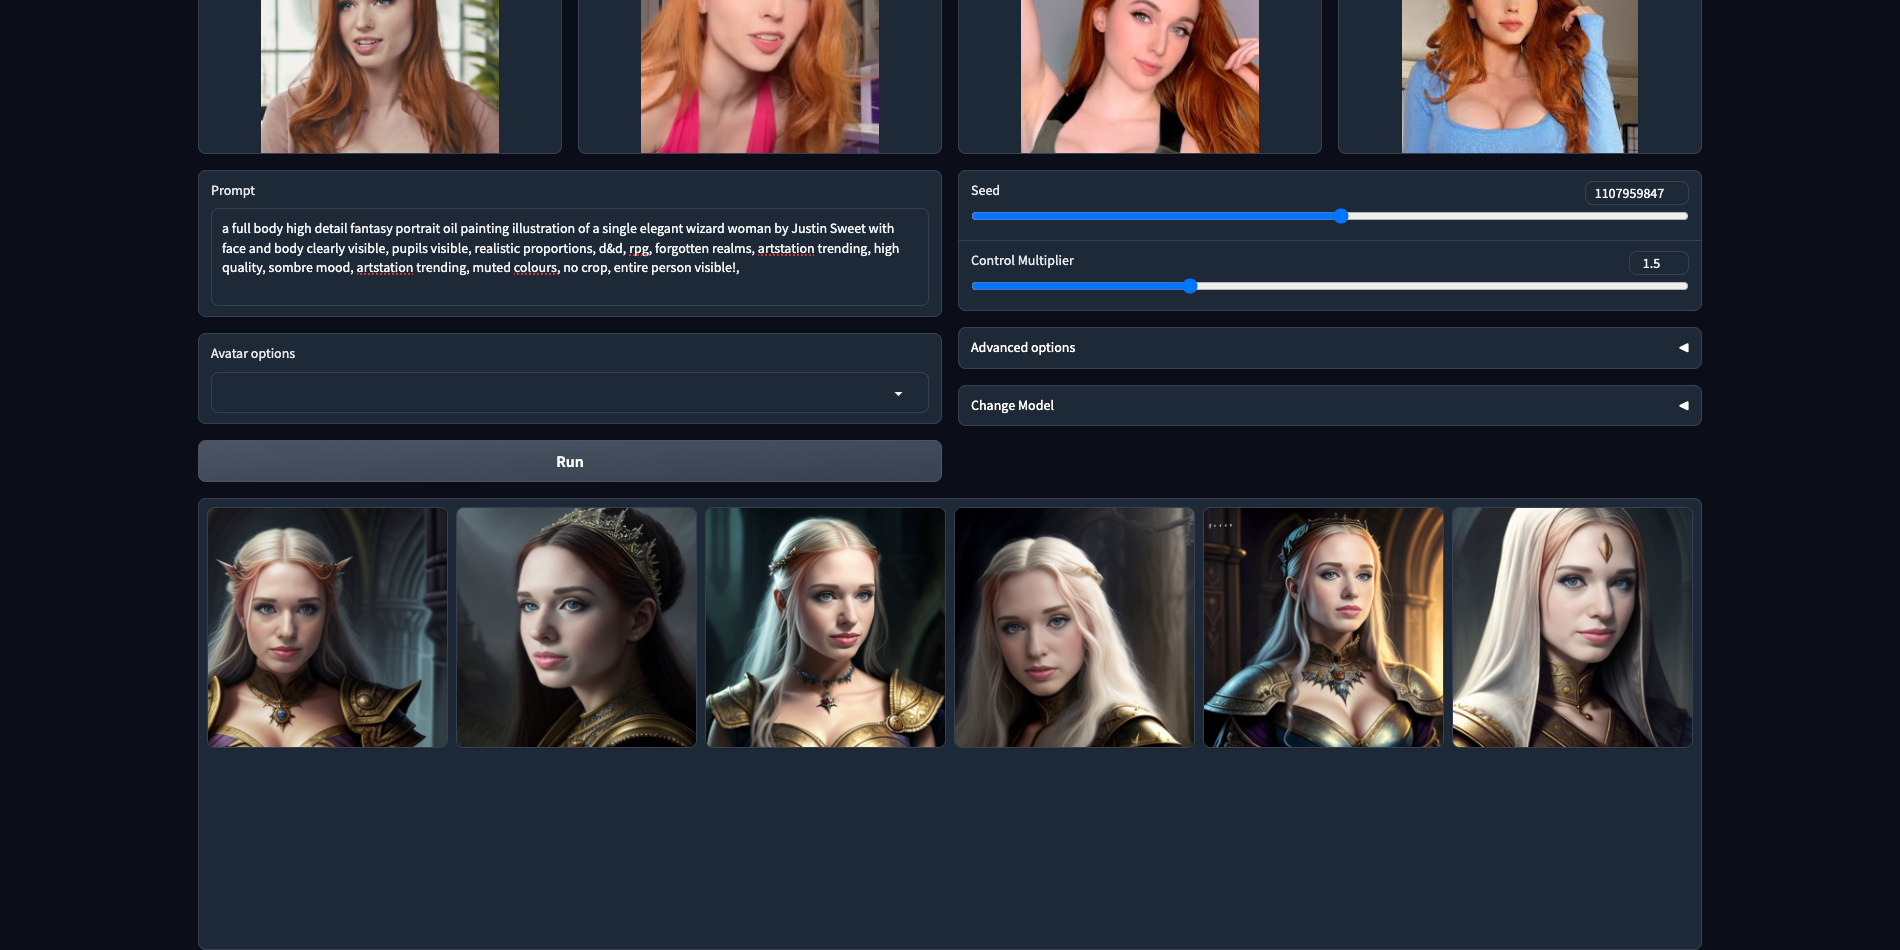 Prompt
a full body high detail fantasy portrait oil painting illustration of a single elegant wizard woman by Justin Sweet with
face and body clearly visible, pupils visible, realistic proportions, d&d, rpg, forgotten realms, artstation trending, high
quality, sombre mood, artstation trending, muted colours, no crop, entire person visible!,
Avatar options
Run
Seed
1107959847
Control Multiplier
1.5
Advanced options
Change Model